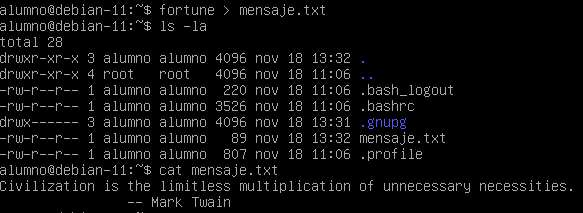 alumno@debian-11:~$ fortune > mensaje.txt
alumno@debian-11:~$ ls -la
total 28
drwxr-xr-x 3 alumno alumno 4096 nov 18 13:32 .
drwxr-xr-x 4 root   root   4096 nov 18 11:06 ..
-rw-r--r-- 1 alumno alumno  220 nov 18 11:06 .bash_logout
-rw-r--r-- 1 alumno alumno 3526 nov 18 11:06 .bashrc
drwx------ 3 alumno alumno 4096 nov 18 13:31 .gnupg
-rw-r--r-- 1 alumno alumno   89 nov 18 13:32 mensaje.txt
-rw-r--r-- 1 alumno alumno  807 nov 18 11:06 .profile
alumno@debian-11:~$ cat mensaje.txt
Civilization is the limitless multiplication of unnecessary necessities.
                -- Mark Twain